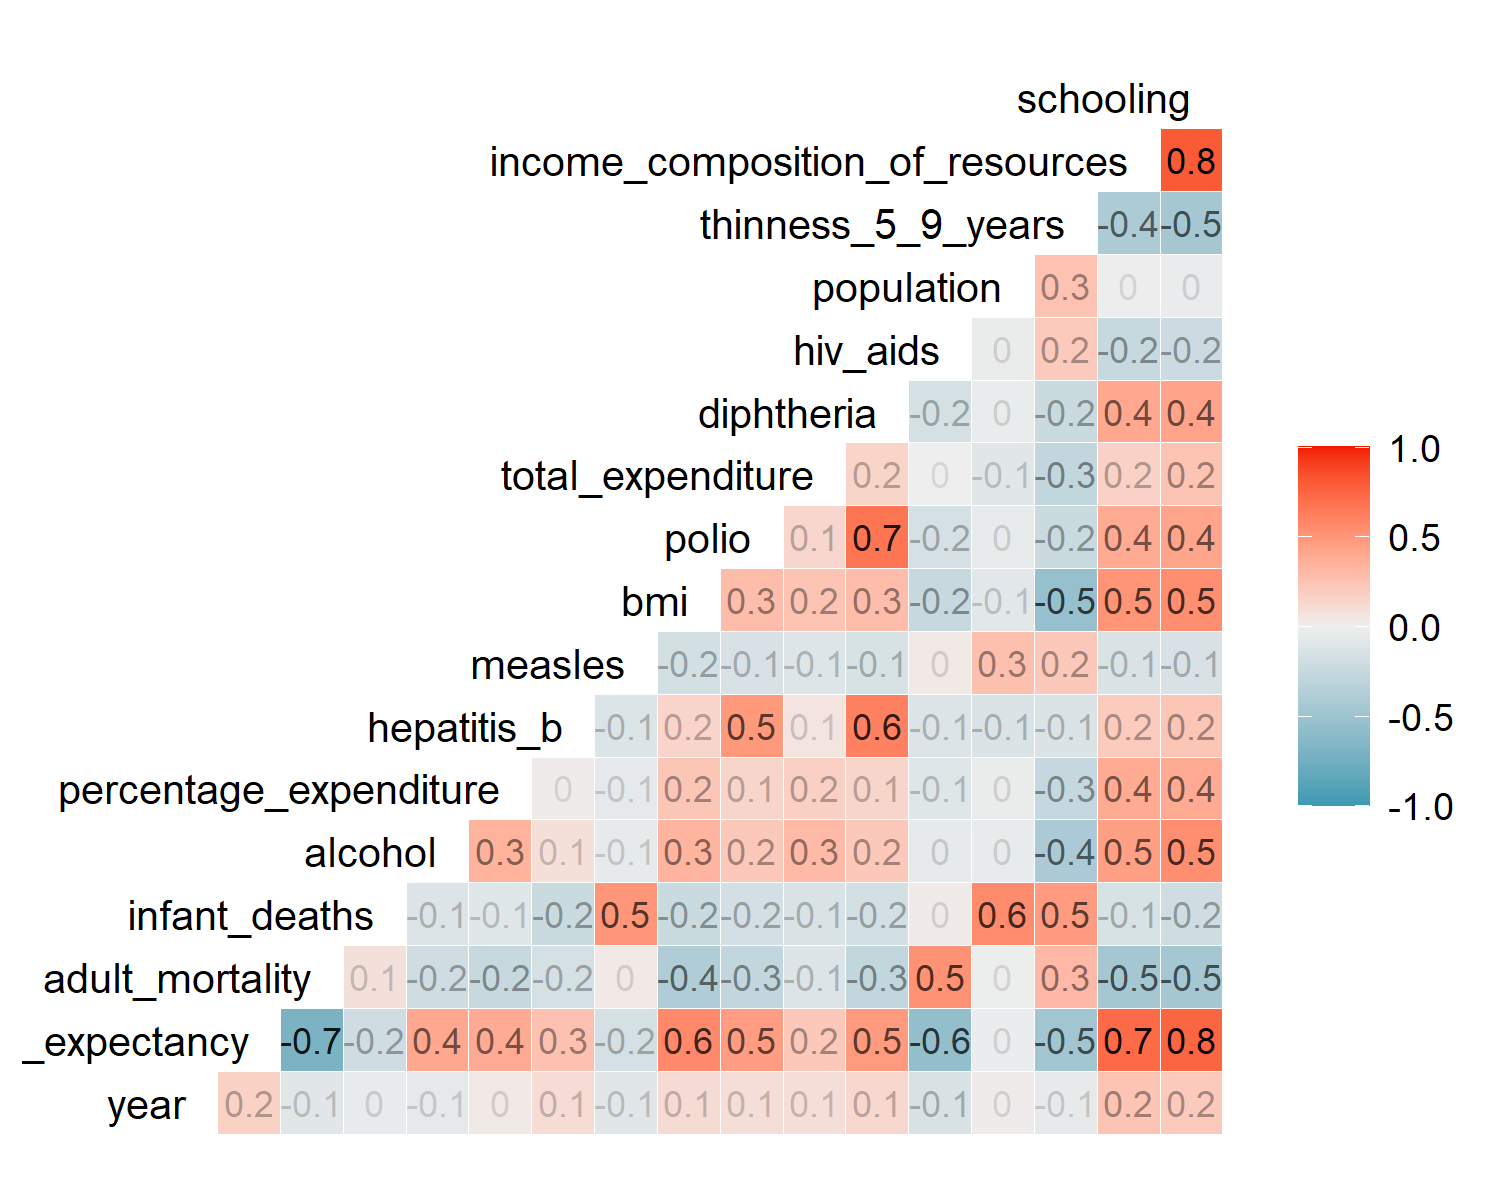 schooling
income_composition_of_resources 0.8
thinness_5_9_years -0.4 -0.5
population 0.3 0 0
hiv_aids 0 0.2 -0.2 -0.2
diphtheria -0.2 0 -0.2 0.4 0.4
1.0
total_expenditure 0.2 0 -0.1 -0.3 0.2 0.2
polio 0.1 0.7 -0.2 0 -0.2 0.4 0.4
0.5
bmi 0.3 0.2 0.3 -0.2 -0.1 -0.5 0.5 0.5
0.0
measles -0.2 -0.1 -0.1 -0.1 0 0.3 0.2 -0.1 -0.1
hepatitis_b -0.1 0.2 0.5 0.1 0.6 -0.1 -0.1 -0.1 0.2 0.2
-0.5
percentage_expenditure 0 -0.1 0.2 0.1 0.2 0.1 -0.1 0 -0.3 0.4 0.4
-1.0
alcohol 0.3 0.1 -0.1 0.3 0.2 0.3 0.2 0 0 -0.4 0.5 0.5
infant_deaths -0.1 -0.1 -0.2 0.5 -0.2 -0.2 -0.1 -0.2 0 0.6 0.5 -0.1 -0.2
adult_mortality 0.1 -0.2 -0.2 -0.2 0 -0.4 -0.3 -0.1 -0.3 0.5 0 0.3 -0.5 -0.5
_expectancy -0.7 -0.2 0.4 0.4 0.3 -0.2 0.6 0.5 0.2 0.5 -0.6 0 -0.5 0.7 0.8
year 0.2 -0.1 0 -0.1 0 0.1 -0.1 0.1 0.1 0.1 0.1 -0.1 0 -0.1 0.2 0.2